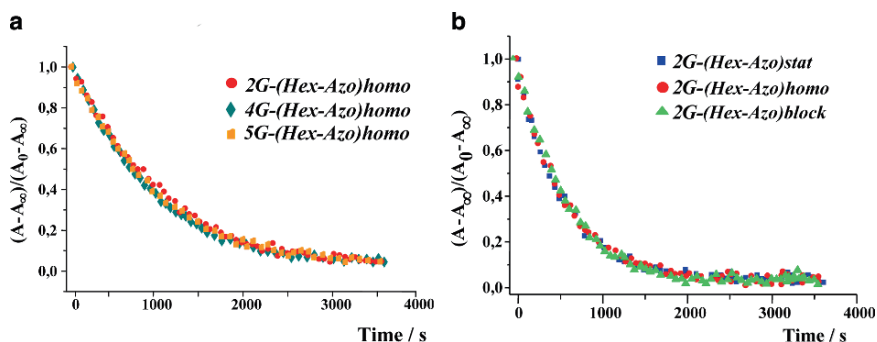 a
1,0
0,8
0,6
0,4
0,2
0,0
(A-A∞)/(A0-A∞)
2G-(Hex-Azo)homo
4G-(Hex-Azo)homo
5G-(Hex-Azo)homo
0
1000
2000
3000
4000
Time / s
b
1,0
0,8
0,6
0,4
0,2
0,0
(A-A∞)/(A0-A∞)
2G-(Hex-Azo)stat
2G-(Hex-Azo)homo
2G-(Hex-Azo)block
0
1000
2000
3000
4000
Time / s